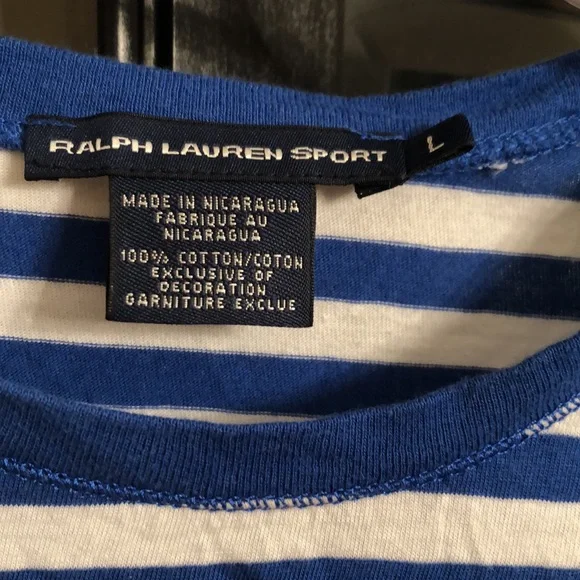 RALPH LAUREN SPORT
L
MADE IN NICARAGUA
FABRIQUE AU
NICARAGUA
100% COTTON/COTON
EXCLUSIVE OF
DECORATION
GARNITURE EXCLUE